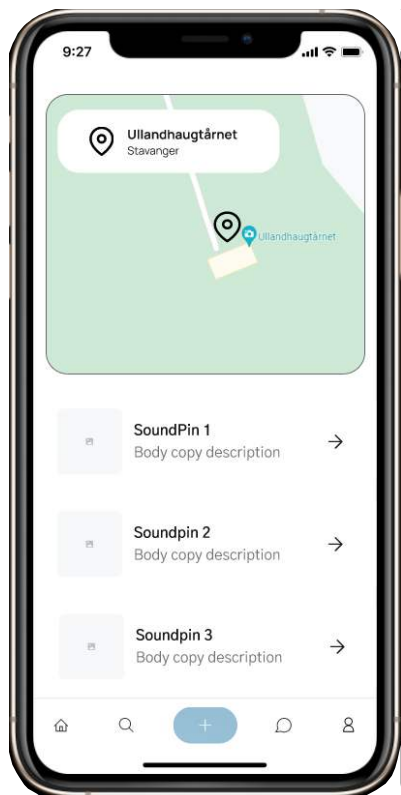 9:27
Ullandhaugtårnet
Stavanger
Ullandhaugtårnet
SoundPin 1
Body copy description
Soundpin 2
Body copy description
Soundpin 3
Body copy description